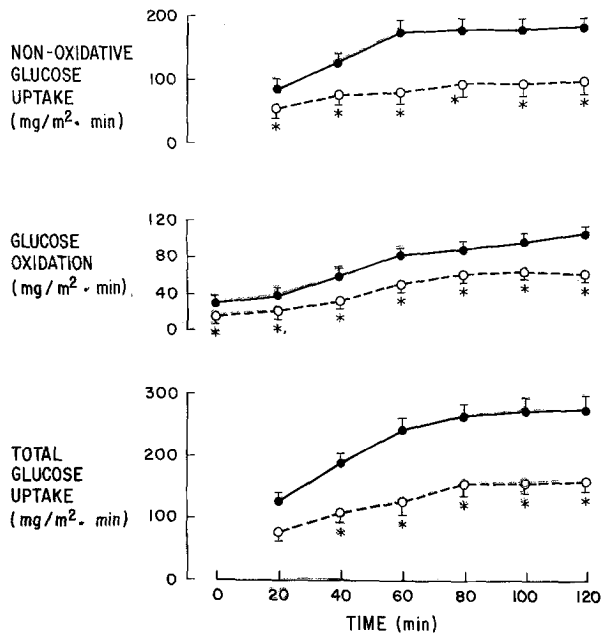 200
NON-OXIDATIVE
GLUCOSE
UPTAKE
(mg/m²• min)
100
0
* * * * * *
120
GLUCOSE
OXIDATION
(mg/m² • min)
80
40
0
* * * * * * *
300
TOTAL
GLUCOSE
UPTAKE
(mg/m²• min)
200
100
0
* * * * *
0 20 40 60 80 100 120
TIME (min)